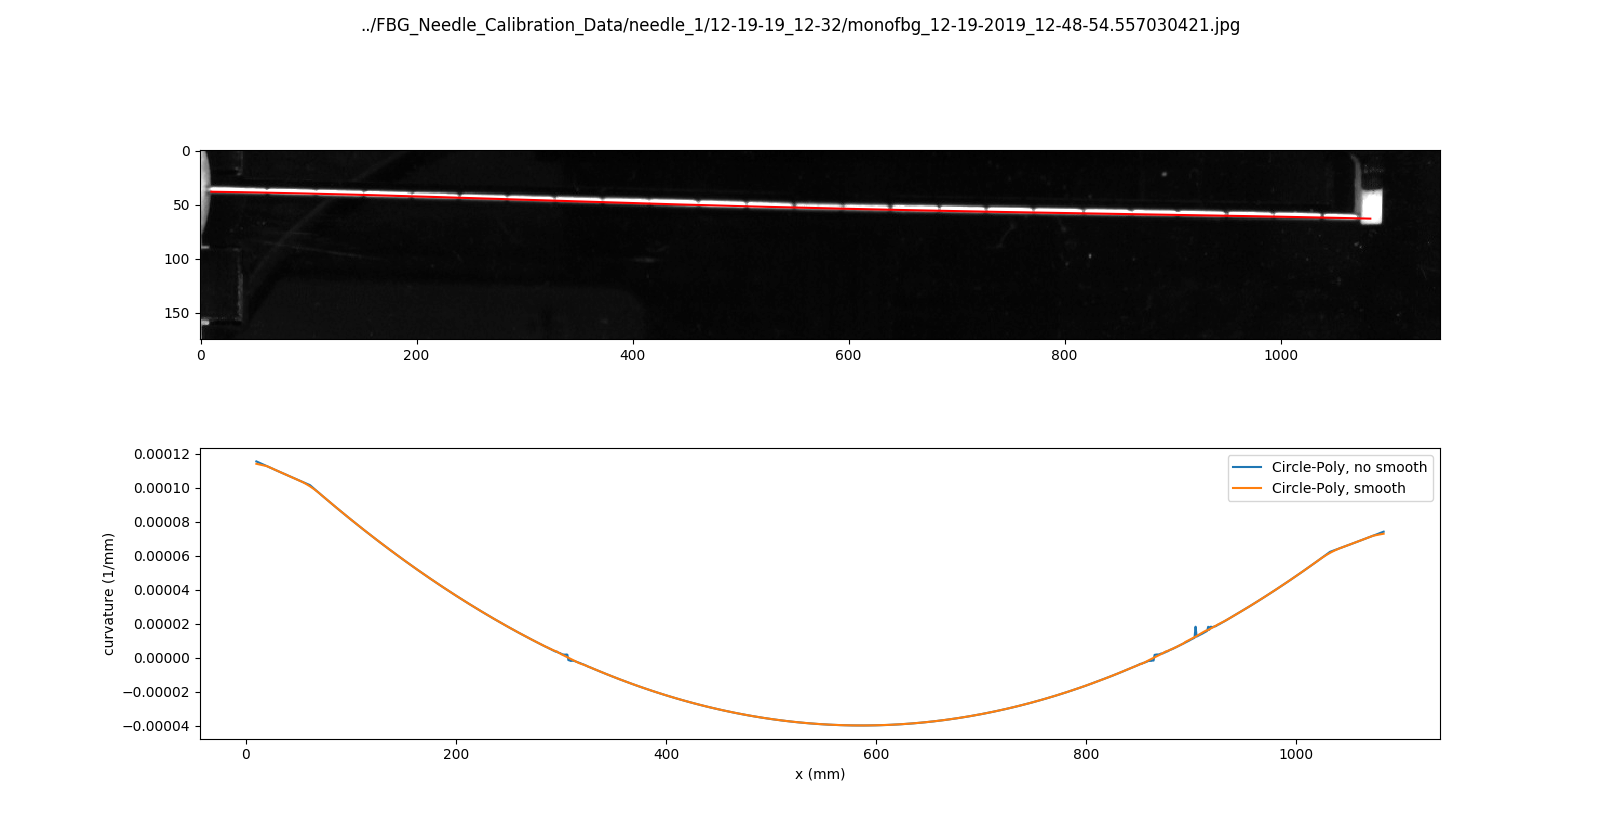 ../FBG_Needle_Calibration_Data/needle_1/12-19-19_12-32/monofbg_12-19-2019_12-48-54.557030421.jpg
0
50
100
150
0 200 400 600 800 1000
0.00012
0.00010
0.00008
0.00006
0.00004
0.00002
0.00000
−0.00002
−0.00004
curvature (1/mm)
Circle-Poly, no smooth
Circle-Poly, smooth
0 200 400 600 800 1000
x (mm)